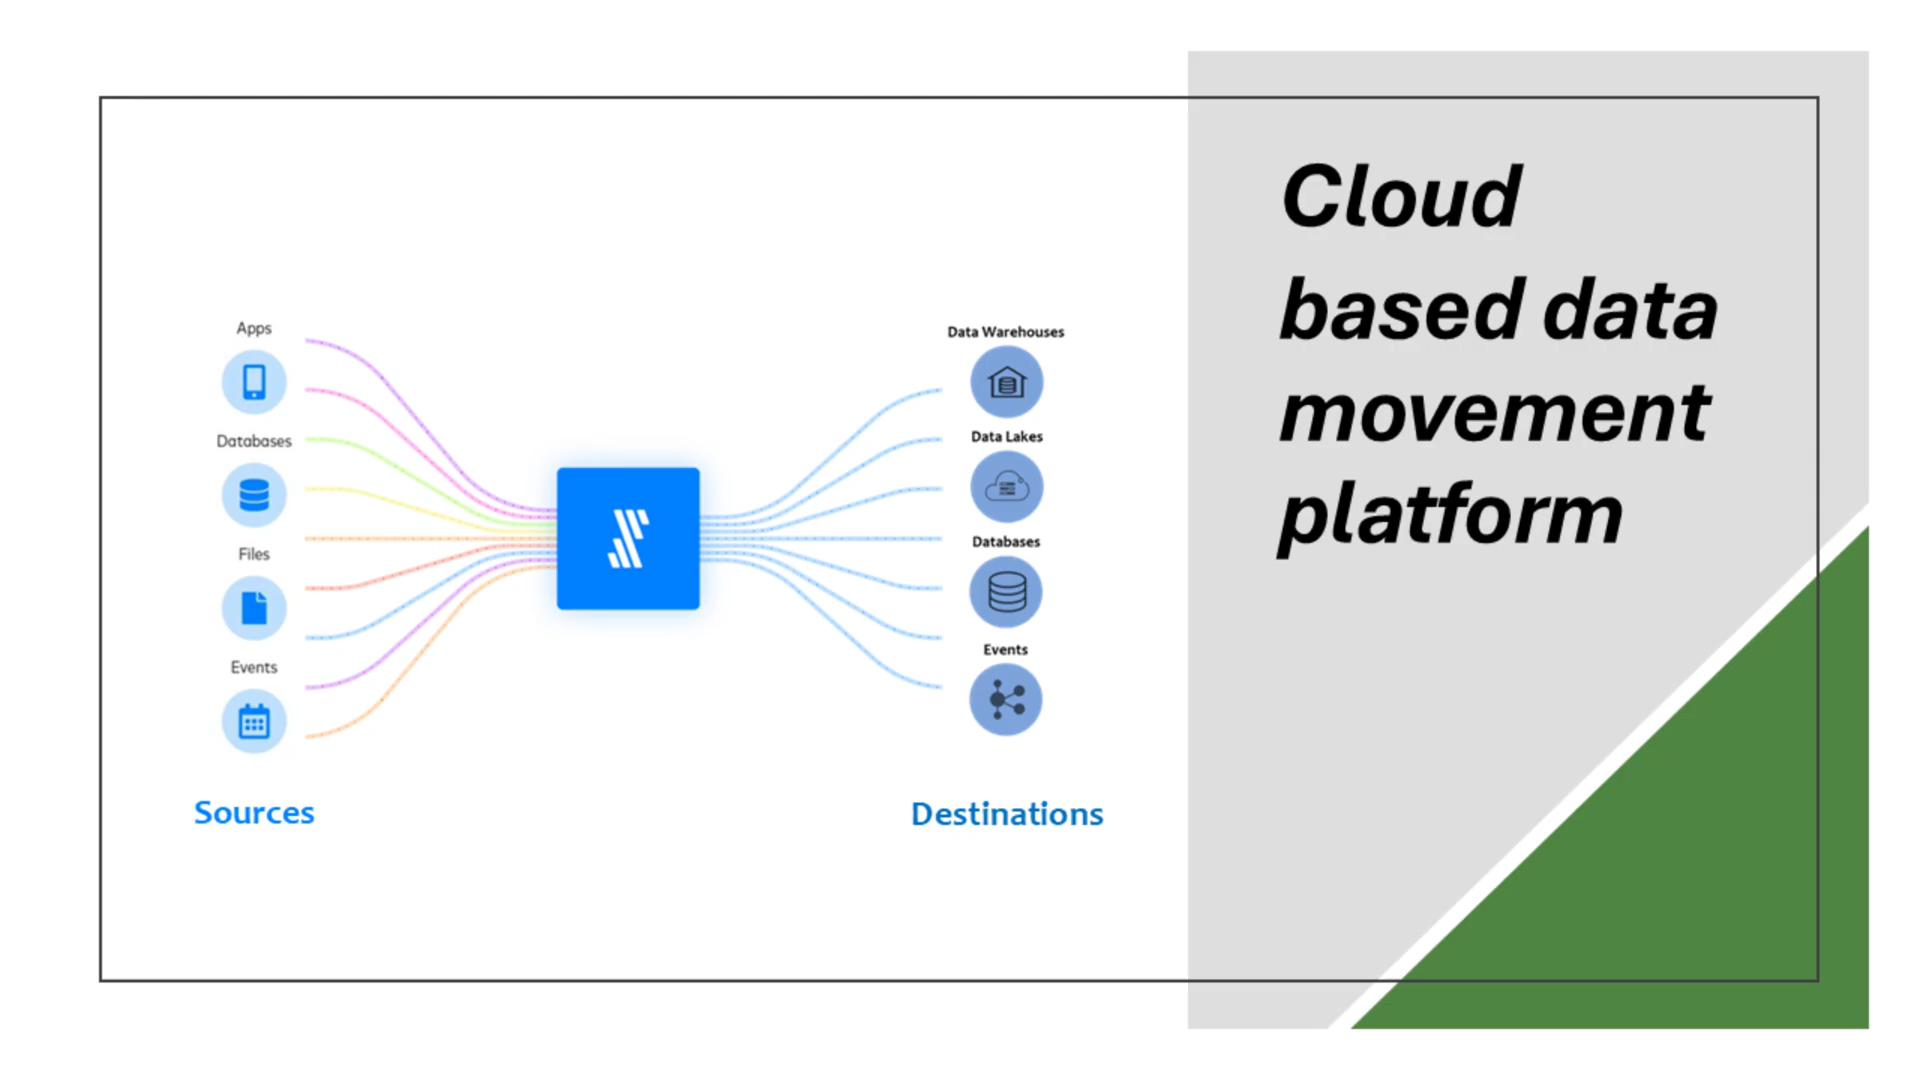 Apps
Databases
Files
Events
Sources
Data Warehouses
Data Lakes
Databases
Events
Destinations
Cloud
based data
movement
platform